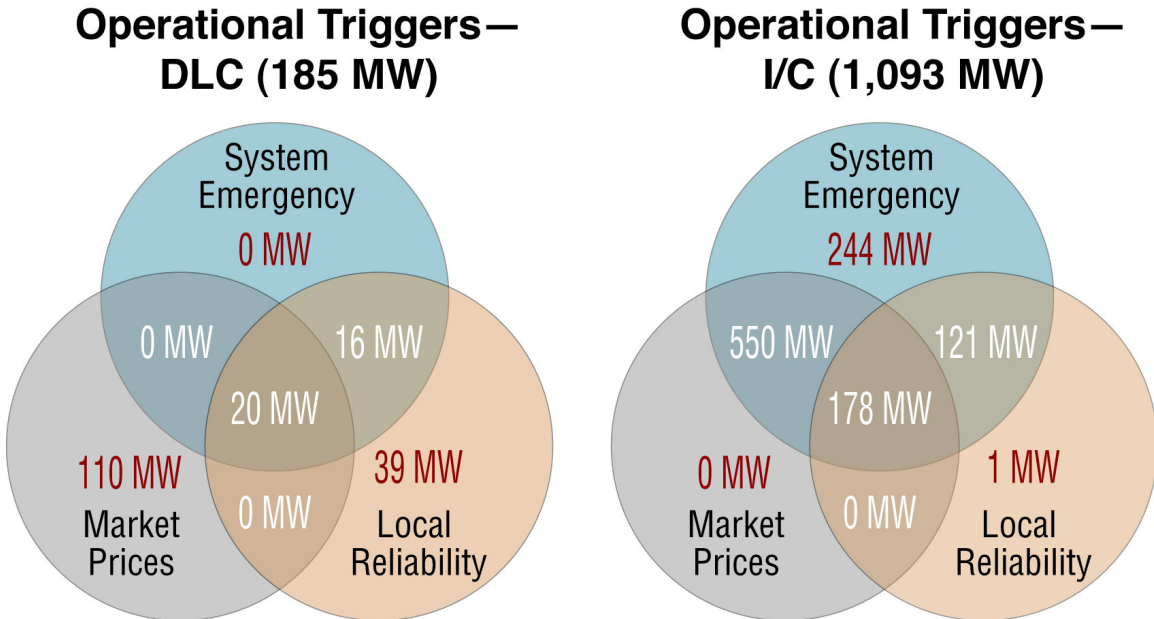 Operational Triggers—
DLC (185 MW)
System
Emergency
0 MW
0 MW
16 MW
20 MW
110 MW
39 MW
0 MW
Market
Prices
Local
Reliability
Operational Triggers—
I/C (1,093 MW)
System
Emergency
244 MW
550 MW
121 MW
178 MW
0 MW
1 MW
0 MW
Market
Prices
Local
Reliability